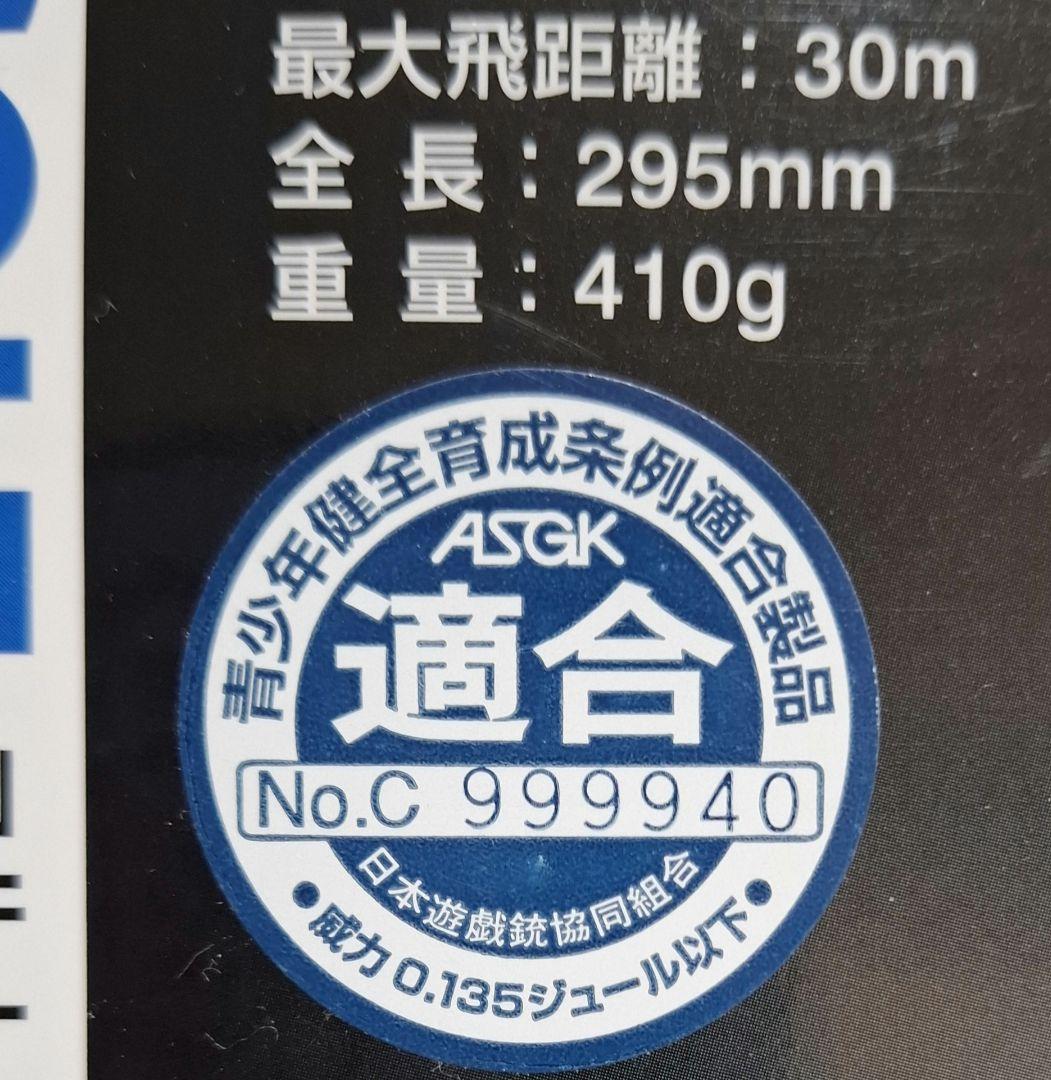 最大飛距離：30m
全 長：295mm
重 量：410g
青少年健全育成条例適合製品
ASGK
適合
No.C 999940
日本遊戯銃協同組合
●威力0.135ジュール以下●